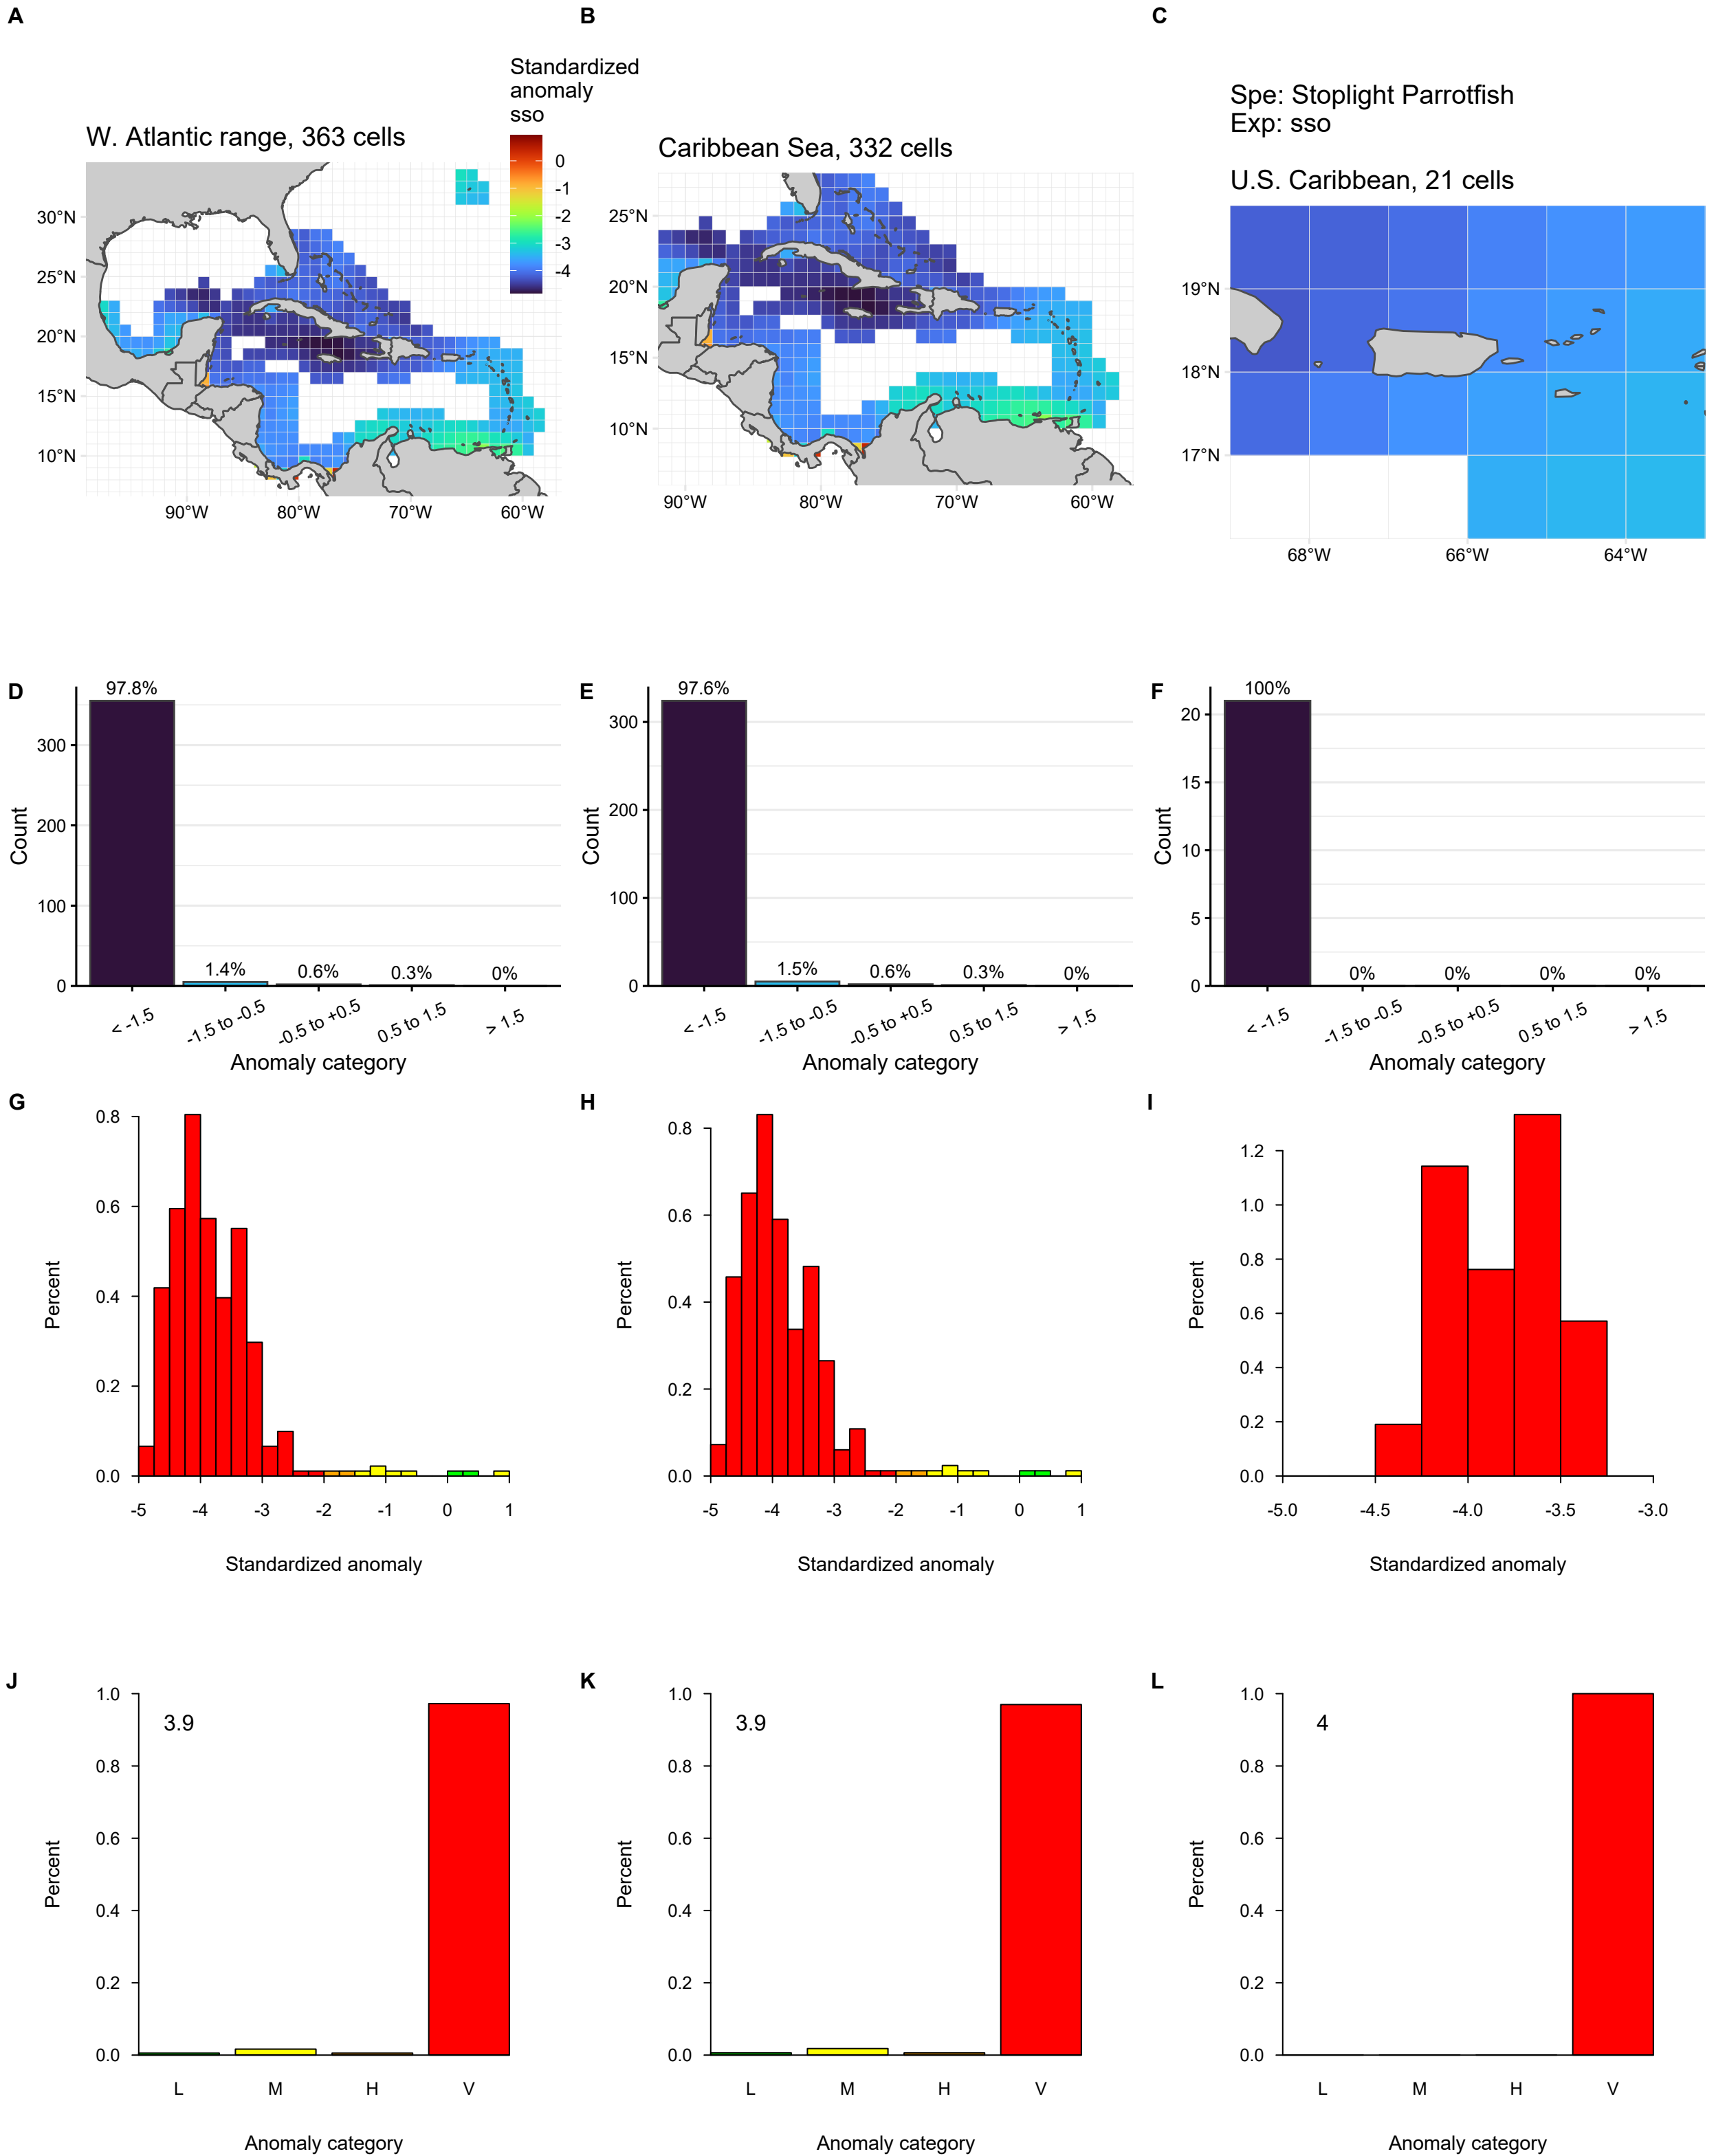 A
B
C
Standardized
anomaly
sso
0
-1
-2
-3
-4
W. Atlantic range, 363 cells
30°N
25°N
20°N
15°N
10°N
90°W 80°W 70°W 60°W
Caribbean Sea, 332 cells
25°N
20°N
15°N
10°N
90°W 80°W 70°W 60°W
Spe: Stoplight Parrotfish
Exp: sso
U.S. Caribbean, 21 cells
19°N
18°N
17°N
68°W 66°W 64°W
D
Count
300
200
100
0
97.8% 1.4% 0.6% 0.3% 0%
< -1.5 -1.5 to -0.5 -0.5 to +0.5 0.5 to 1.5 > 1.5
Anomaly category
E
Count
300
200
100
0
97.6% 1.5% 0.6% 0.3% 0%
< -1.5 -1.5 to -0.5 -0.5 to +0.5 0.5 to 1.5 > 1.5
Anomaly category
F
Count
20
15
10
5
0
100% 0% 0% 0% 0%
< -1.5 -1.5 to -0.5 -0.5 to +0.5 0.5 to 1.5 > 1.5
Anomaly category
G
Percent
0.8
0.6
0.4
0.2
0.0
-5 -4 -3 -2 -1 0 1
Standardized anomaly
H
Percent
0.8
0.6
0.4
0.2
0.0
-5 -4 -3 -2 -1 0 1
Standardized anomaly
I
Percent
1.2
1.0
0.8
0.6
0.4
0.2
0.0
-5.0 -4.5 -4.0 -3.5 -3.0
Standardized anomaly
J
3.9
Percent
1.0
0.8
0.6
0.4
0.2
0.0
L M H V
Anomaly category
K
3.9
Percent
1.0
0.8
0.6
0.4
0.2
0.0
L M H V
Anomaly category
L
4
Percent
1.0
0.8
0.6
0.4
0.2
0.0
L M H V
Anomaly category